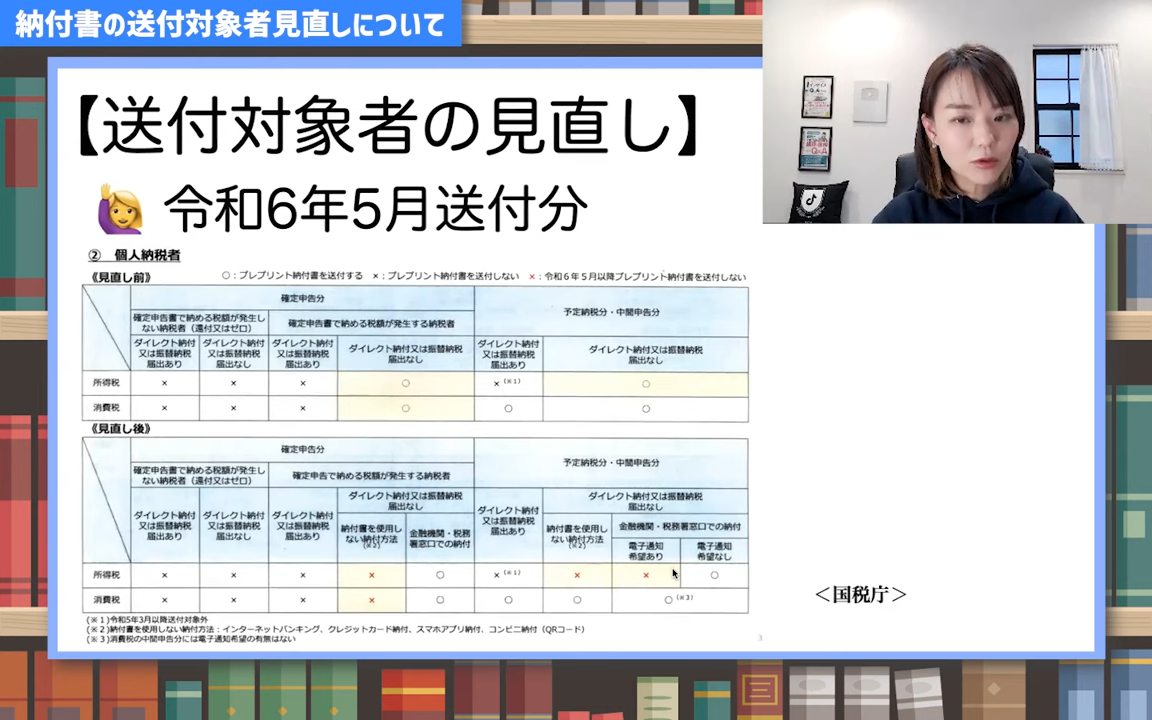 納付書の送付対象者見直しについて
【送付対象者の見直し】
令和6年5月送付分
② 個人納税者
《見直し前》
○：プレプリント納付書を送付する ×：プレプリント納付書を送付しない ×：令和6年5月以降プレプリント納付書を送付しない
確定申告分
予定納税分・中間申告分
確定申告書で納める税額が発生し
ない納税者（還付又はゼロ）
確定申告書で納める税額が発生する納税者
ダイレクト納付
又は振替納税
届出あり
ダイレクト納付
又は振替納税
届出なし
ダイレクト納付
又は振替納税
届出あり
ダイレクト納付又は振替納税
届出なし
ダイレクト納付
又は振替納税
届出あり
ダイレクト納付又は振替納税
届出なし
所得税 × × × ○ ×(※1) ○
消費税 × × × ○ ○ ○
《見直し後》
確定申告分
予定納税分・中間申告分
確定申告書で納める税額が発生し
ない納税者（還付又はゼロ）
確定申告で納める税額が発生する納税者
ダイレクト納付
又は振替納税
届出あり
ダイレクト納付
又は振替納税
届出なし
ダイレクト納付
又は振替納税
届出あり
ダイレクト納付又は振替納税
届出なし
納付書を使用し
ない納付方法
(※2)
金融機関・税務
署窓口での納付
ダイレクト納付
又は振替納税
届出あり
ダイレクト納付又は振替納税
届出なし
納付書を使用し
ない納付方法
(※2)
金融機関・税務署窓口での納付
電子通知
希望あり
電子通知
希望なし
所得税 × × × × ○ ×(※1) × × ○
消費税 × × × × ○ ○ ○ ○(※3)
(※1)令和5年3月以降送付対象外
(※2)納付書を使用しない納付方法：インターネットバンキング、クレジットカード納付、スマホアプリ納付、コンビニ納付（QRコード）
(※3)消費税の中間申告分には電子通知希望の有無はない
＜国税庁＞
3